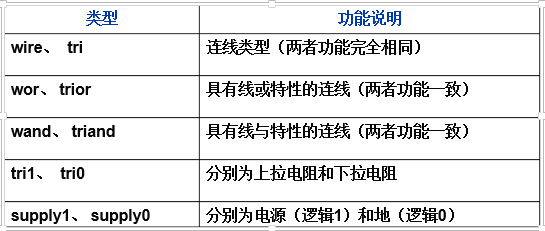 类型 功能说明
wire、 tri 连线类型（两者功能完全相同）
wor、 trior 具有线或特性的连线（两者功能一致）
wand、 triand 具有线与特性的连线（两者功能一致）
tri1、 tri0 分别为上拉电阻和下拉电阻
supply1、 supply0 分别为电源（逻辑1）和地（逻辑0）